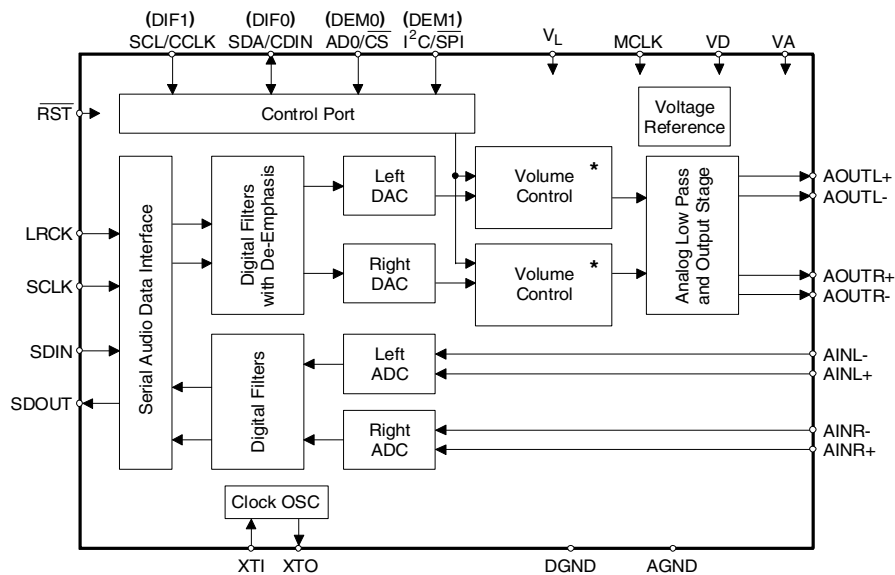 (DIF1) (DIF0) (DEM0) (DEM1)
SCL/CCLK SDA/CDIN AD0/C̅S̅ I²C/S̅P̅I̅ VL MCLK VD VA
R̅S̅T̅
Control Port
Voltage
Reference
Serial Audio Data Interface
Digital Filters
with De-Emphasis
Left
DAC
Volume
Control
*
Analog Low Pass
and Output Stage
AOUTL+
AOUTL-
LRCK
Right
DAC
Volume
Control
*
AOUTR+
AOUTR-
SCLK
SDIN
SDOUT
Digital Filters
Left
ADC
AINL-
AINL+
Right
ADC
AINR-
AINR+
Clock OSC
XTI XTO DGND AGND